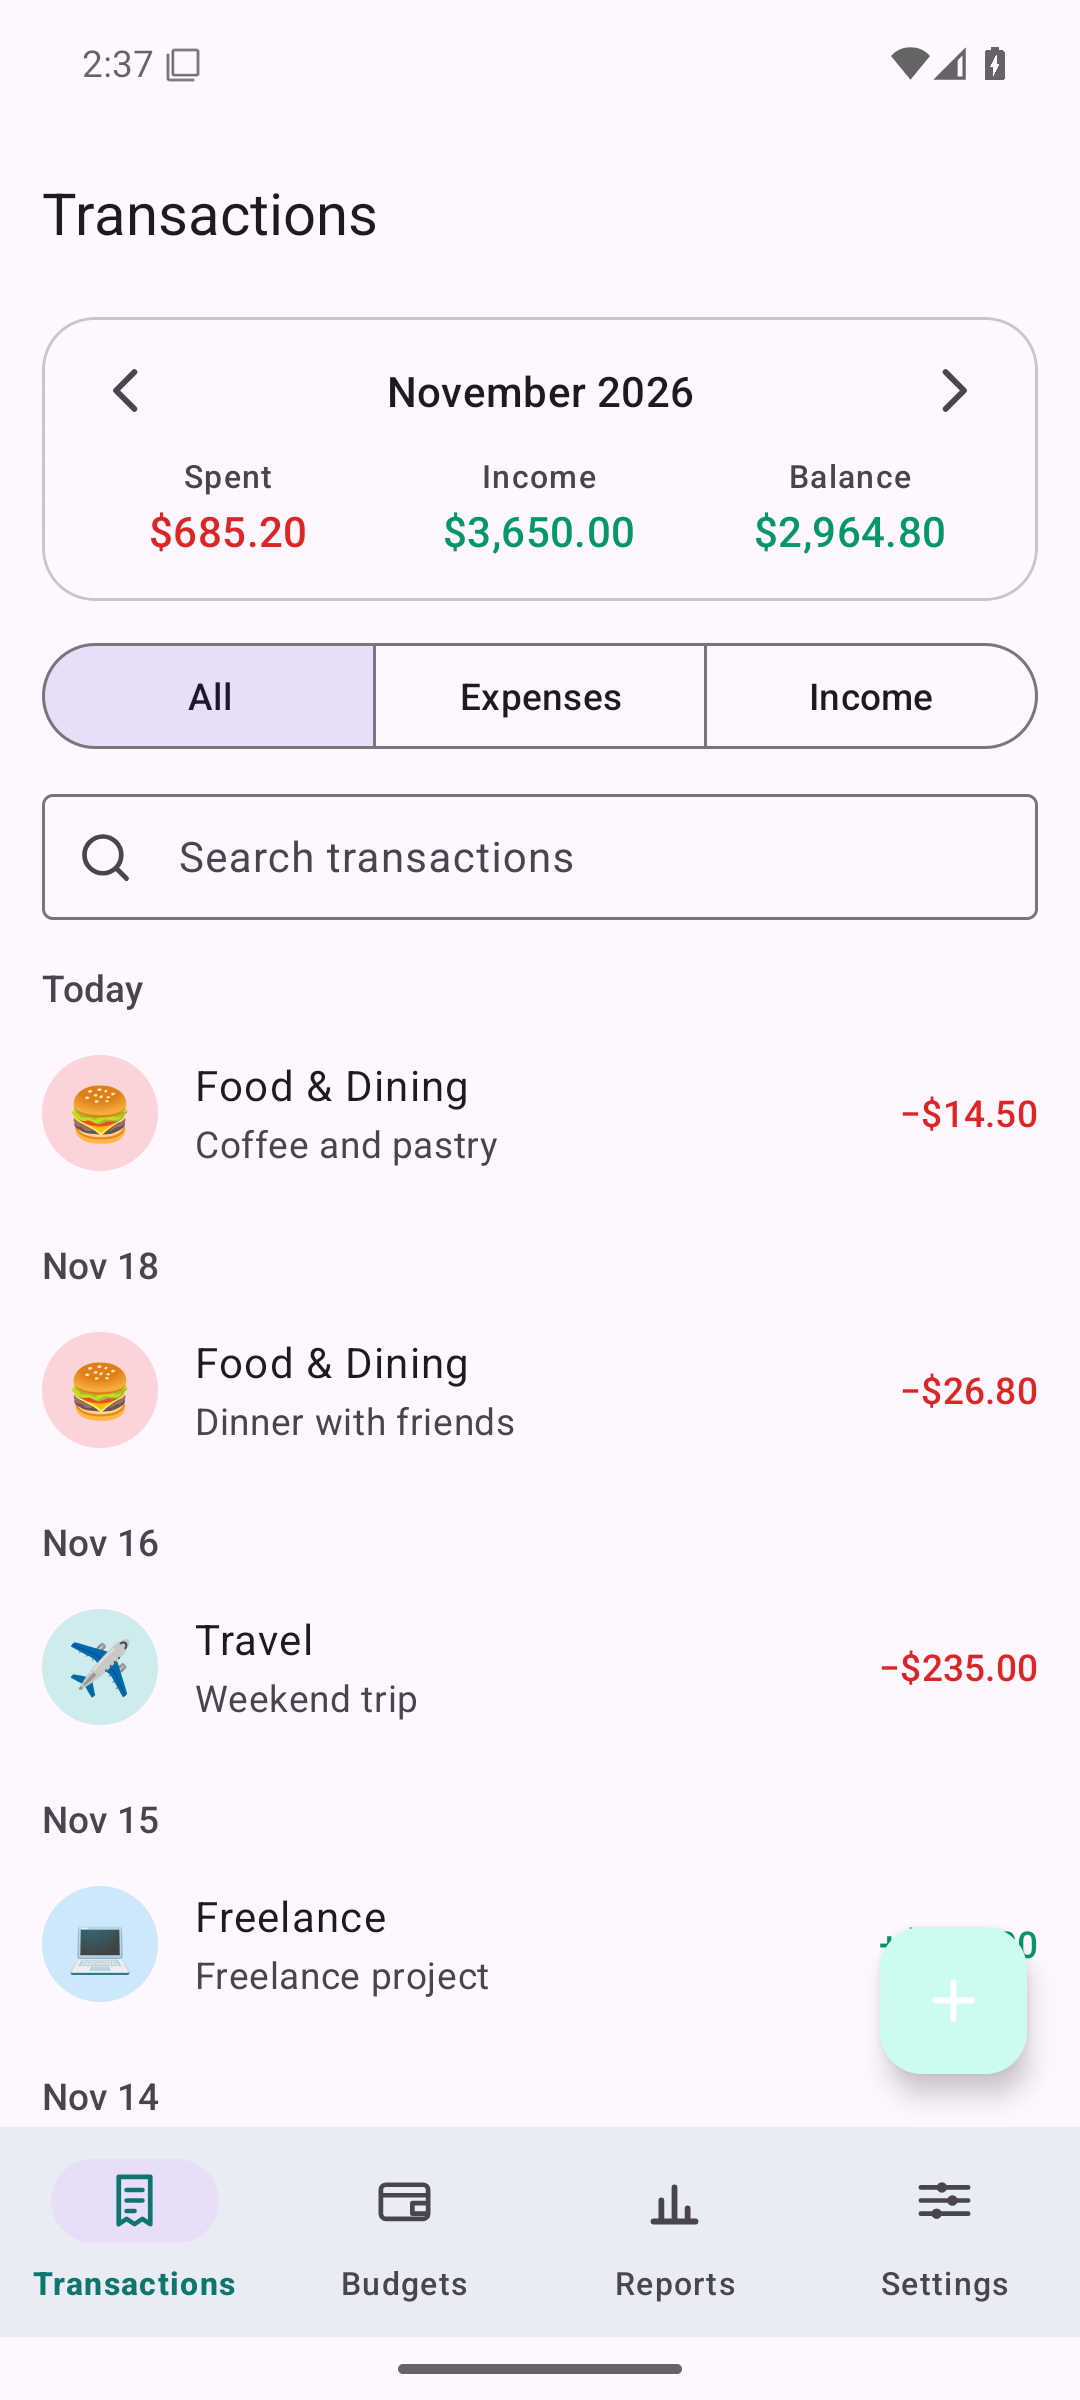 2:37
Transactions
November 2026
Spent
Income
Balance
$685.20
$3,650.00
$2,964.80
All
Expenses
Income
Search transactions
Today
Food & Dining
Coffee and pastry
−$14.50
Nov 18
Food & Dining
Dinner with friends
−$26.80
Nov 16
Travel
Weekend trip
−$235.00
Nov 15
Freelance
Freelance project
Nov 14
Transactions
Budgets
Reports
Settings